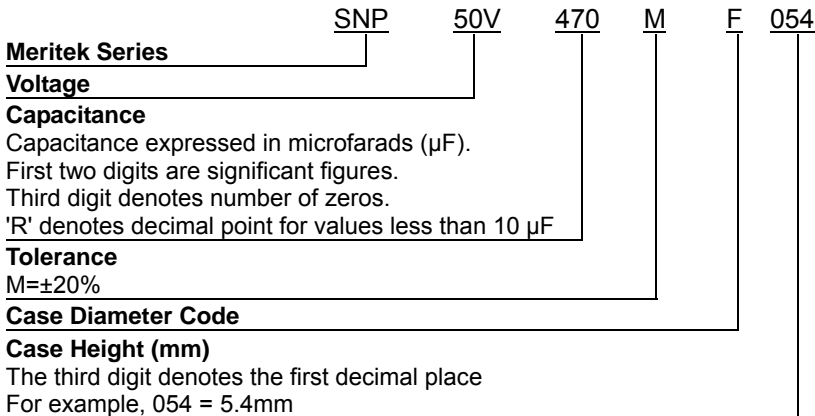 SNP 50V 470 M F 054
Meritek Series
Voltage
Capacitance
Capacitance expressed in microfarads (µF).
First two digits are significant figures.
Third digit denotes number of zeros.
'R' denotes decimal point for values less than 10 µF
Tolerance
M=±20%
Case Diameter Code
Case Height (mm)
The third digit denotes the first decimal place
For example, 054 = 5.4mm